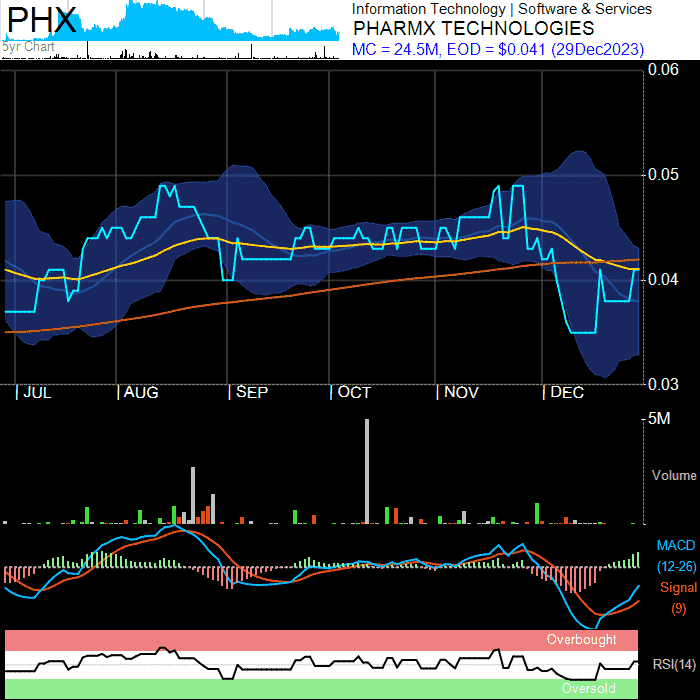 PHX
5yr Chart
Information Technology | Software & Services
PHARMX TECHNOLOGIES
MC = 24.5M, EOD = $0.041 (29Dec2023)
0.06
0.05
0.04
0.03
| JUL | AUG | SEP | OCT | NOV | DEC
5M
Volume
MACD
(12-26)
Signal
(9)
Overbought
RSI(14)
Oversold